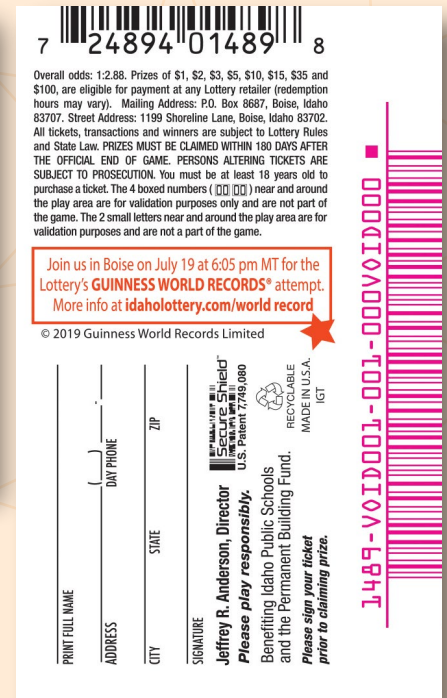 7 24894 01489 8
Overall odds: 1:2.88. Prizes of $1, $2, $3, $5, $10, $15, $35 and
$100, are eligible for payment at any Lottery retailer (redemption
hours may vary). Mailing Address: P.O. Box 8687, Boise, Idaho
83707. Street Address: 1199 Shoreline Lane, Boise, Idaho 83702.
All tickets, transactions and winners are subject to Lottery Rules
and State Law. PRIZES MUST BE CLAIMED WITHIN 180 DAYS AFTER
THE OFFICIAL END OF GAME. PERSONS ALTERING TICKETS ARE
SUBJECT TO PROSECUTION. You must be at least 18 years old to
purchase a ticket. The 4 boxed numbers ( 00 00 ) near and around
the play area are for validation purposes only and are not part of
the game. The 2 small letters near and around the play area are for
validation purposes and are not a part of the game.
Join us in Boise on July 19 at 6:05 pm MT for the
Lottery's GUINNESS WORLD RECORDS® attempt.
More info at idaholottery.com/world record
© 2019 Guinness World Records Limited
PRINT FULL NAME
ADDRESS
DAY PHONE
( ) -
CITY
STATE
ZIP
SIGNATURE
Jeffrey R. Anderson, Director
Please play responsibly.
Secure Shield™
U.S. Patent 7,749,080
Benefiting Idaho Public Schools
and the Permanent Building Fund.
RECYCLABLE
MADE IN U.S.A.
IGT
Please sign your ticket
prior to claiming prize.
1489-VOID001-001-000VOID000